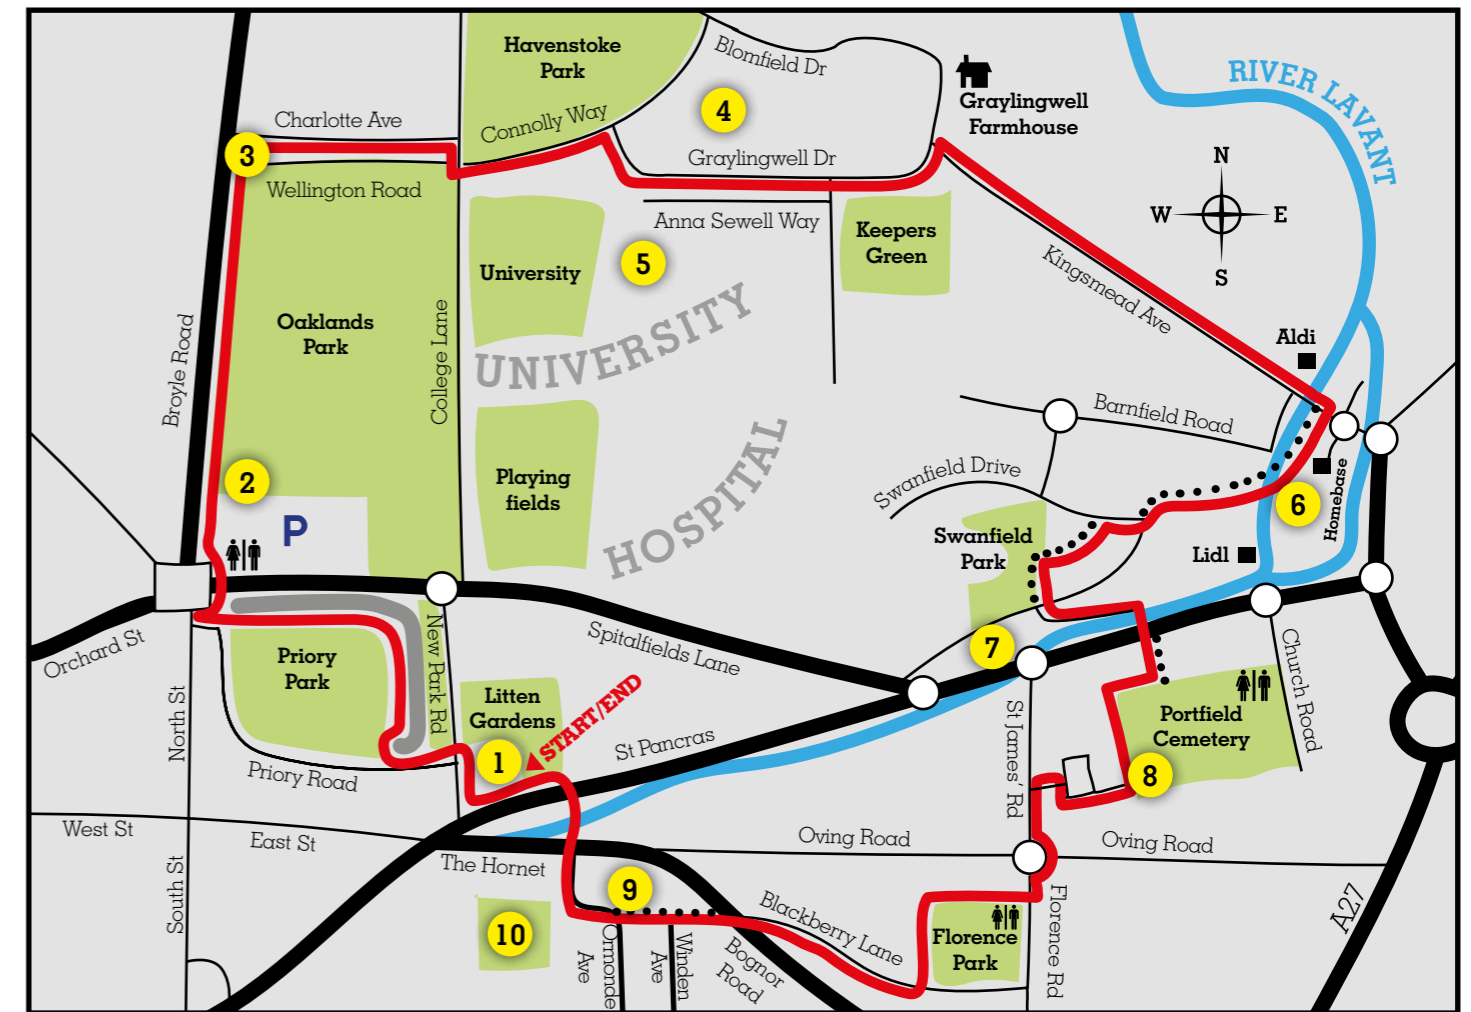 Havenstoke
Park
Blomfield Dr
RIVER LAVANT
Graylingwell
Farmhouse
4
Charlotte Ave
Connolly Way
3
Graylingwell Dr
N
Wellington Road
W
E
S
Anna Sewell Way
Keepers
Green
University
5
Kingsmead Ave
Oaklands
Park
UNIVERSITY
Aldi
Broyle Road
College Lane
Barnfield Road
HOSPITAL
Swanfield Drive
2
Playing
fields
Homebase
6
P
Swanfield
Park
Lidl
Orchard St
Priory
Park
New Park Rd
Spitalfields Lane
7
Church Road
North St
Litten
Gardens
START/END
St Pancras
St James' Rd
Portfield
Cemetery
1
8
Priory Road
West St
East St
Oving Road
Oving Road
The Hornet
9
South St
Blackberry Lane
Florence Rd
A27
10
Ormonde
Ave
Winden
Ave
Bognor
Road
Florence
Park